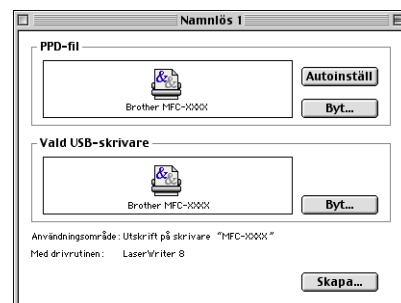 Namnlös 1
PPD-fil
Autoinställ
Brother MFC-XXXX
Byt...
Vald USB-skrivare
Brother MFC-XXXX
Byt...
Användningsområde: Utskrift på skrivare "MFC-XXXX"
Med drivrutinen: LaserWriter 8
Skapa...